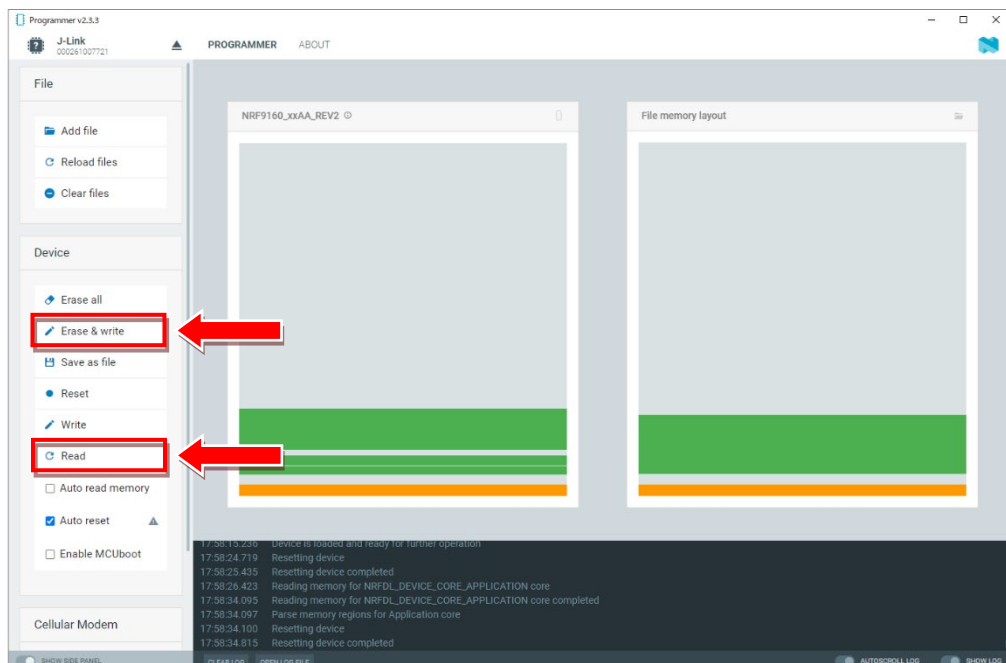 Programmer v2.3.3
J-Link
000261007721
PROGRAMMER ABOUT
File
Add file
Reload files
Clear files
Device
Erase all
Erase & write
Save as file
Reset
Write
Read
Auto read memory
Auto reset
Enable MCUboot
Cellular Modem
SHOW SIDE PANEL
NRF9160_xxAA_REV2
File memory layout
17:58:15.236 Device is loaded and ready for further operation
17:58:24.719 Resetting device
17:58:25.435 Resetting device completed
17:58:26.423 Reading memory for NRFDL_DEVICE_CORE_APPLICATION core
17:58:34.095 Reading memory for NRFDL_DEVICE_CORE_APPLICATION core completed
17:58:34.097 Parse memory regions for Application core
17:58:34.100 Resetting device
17:58:34.815 Resetting device completed
CLEAR LOG OPEN LOG FILE AUTOSCROLL LOG SHOW LOG